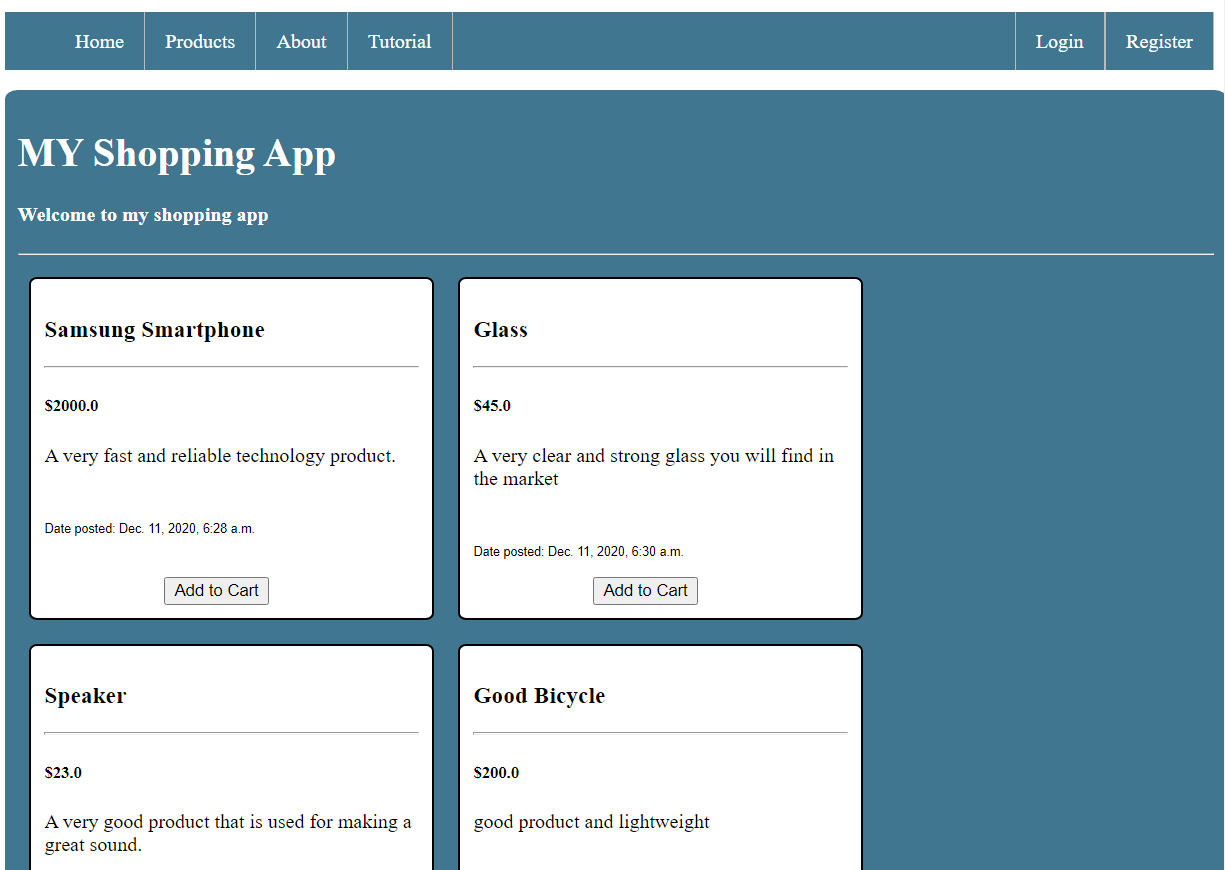 Home Products About Tutorial Login Register
MY Shopping App
Welcome to my shopping app
Samsung Smartphone
$2000.0
A very fast and reliable technology product.
Date posted: Dec. 11, 2020, 6:28 a.m.
Add to Cart
Glass
$45.0
A very clear and strong glass you will find in
the market
Date posted: Dec. 11, 2020, 6:30 a.m.
Add to Cart
Speaker
$23.0
A very good product that is used for making a
great sound.
Good Bicycle
$200.0
good product and lightweight